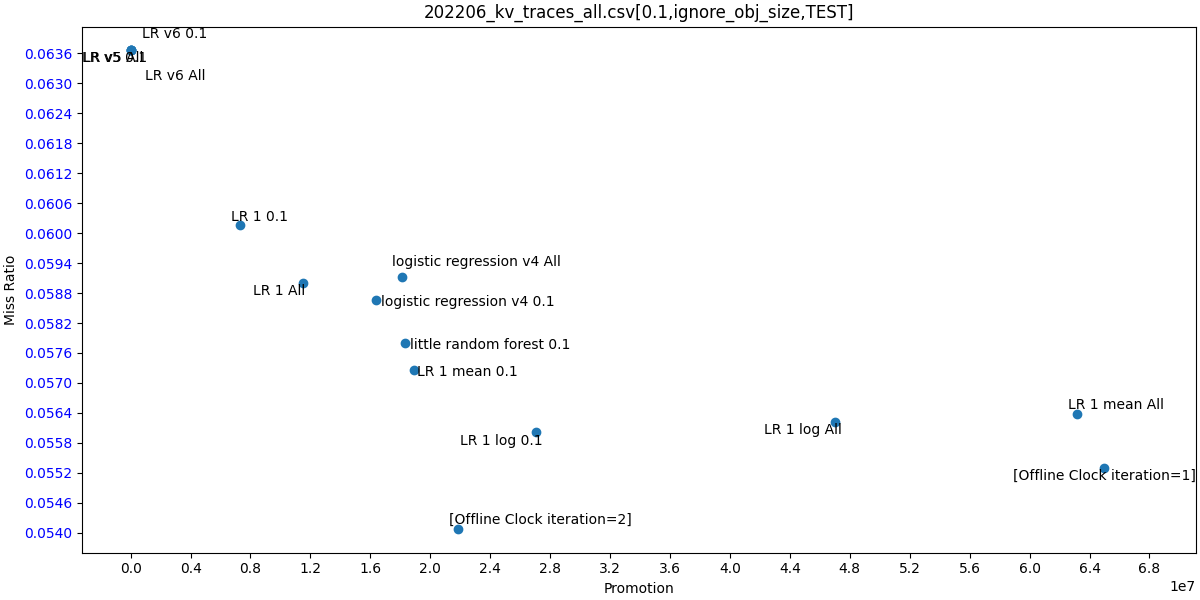 202206_kv_traces_all.csv[0.1,ignore_obj_size,TEST]
LR v6 0.1
LR v5 All
LR v6 All
LR 1 0.1
logistic regression v4 All
LR 1 All
logistic regression v4 0.1
little random forest 0.1
LR 1 mean 0.1
LR 1 mean All
LR 1 log All
LR 1 log 0.1
[Offline Clock iteration=1]
[Offline Clock iteration=2]
Miss Ratio
0.0636
0.0630
0.0624
0.0618
0.0612
0.0606
0.0600
0.0594
0.0588
0.0582
0.0576
0.0570
0.0564
0.0558
0.0552
0.0546
0.0540
0.0 0.4 0.8 1.2 1.6 2.0 2.4 2.8 3.2 3.6 4.0 4.4 4.8 5.2 5.6 6.0 6.4 6.8
1e7
Promotion